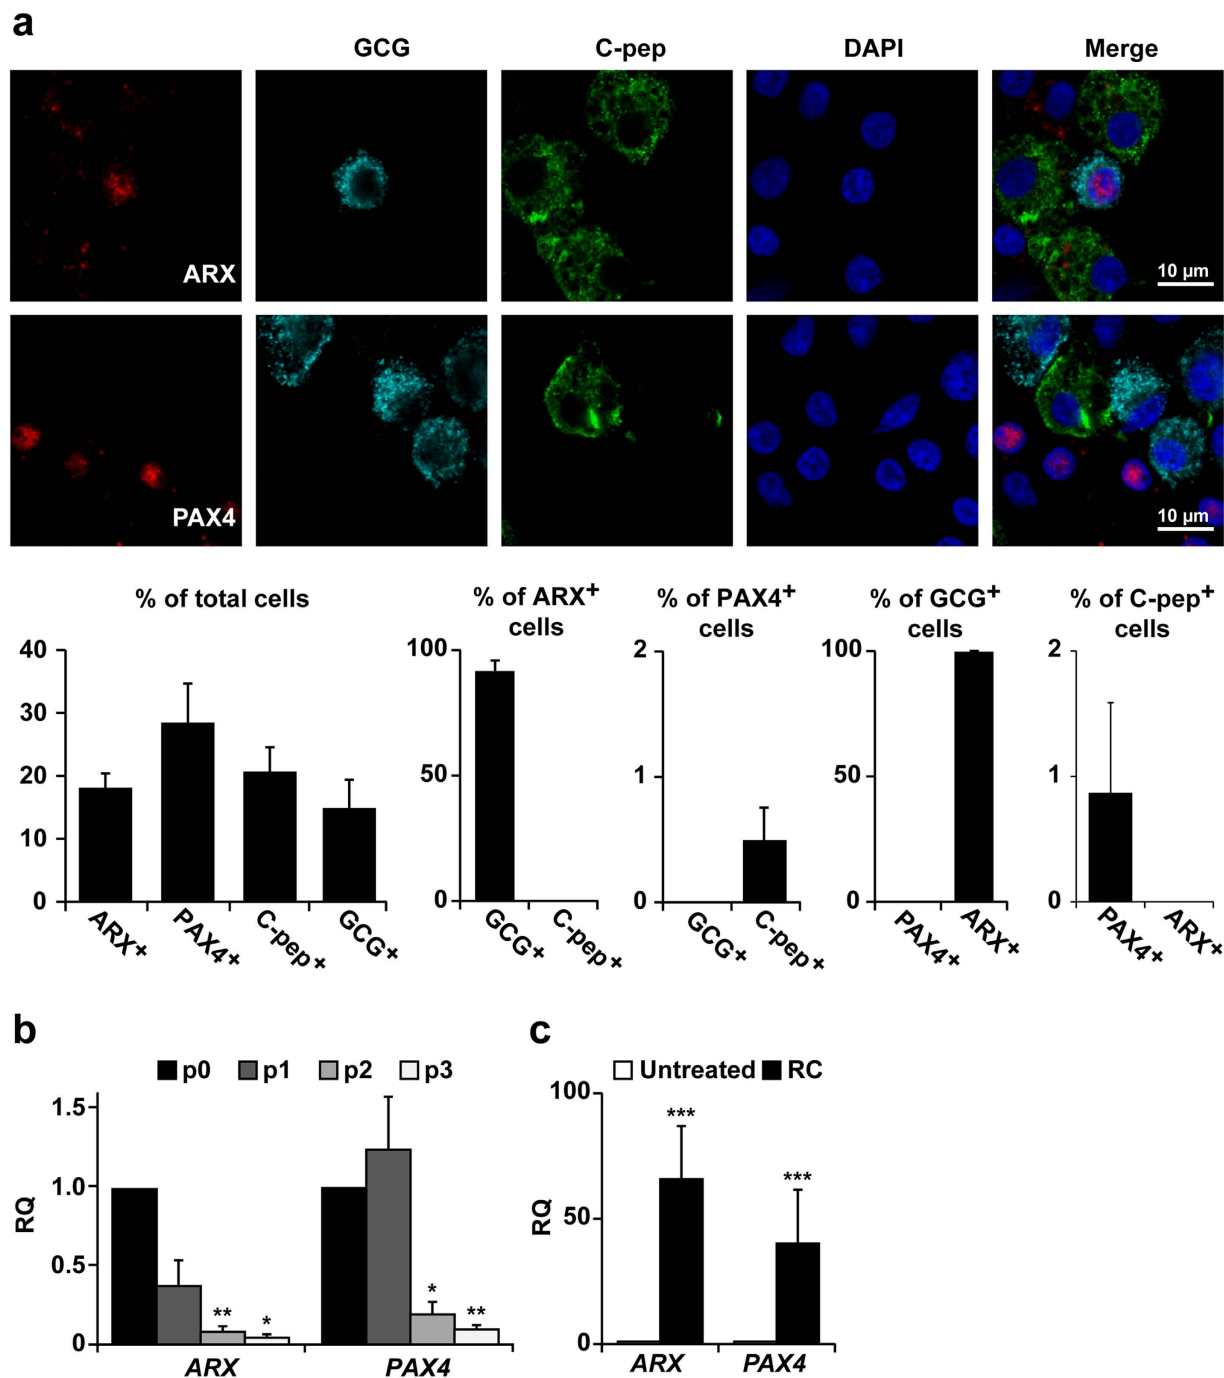 a
GCG C-pep DAPI Merge
ARX
10 µm
PAX4
10 µm
% of total cells
% of ARX+
cells
% of PAX4+
cells
% of GCG+
cells
% of C-pep+
cells
40
30
20
10
0
ARX+ PAX4+ C-pep+ GCG+
100
50
0
GCG+ C-pep+
2
1
0
GCG+ C-pep+
100
50
0
PAX4+ ARX+
2
1
0
PAX4+ ARX+
b
p0 p1 p2 p3
RQ
1.5
1.0
0.5
0
** *
* **
ARX PAX4
c
Untreated RC
RQ
100
50
0
***
***
ARX PAX4